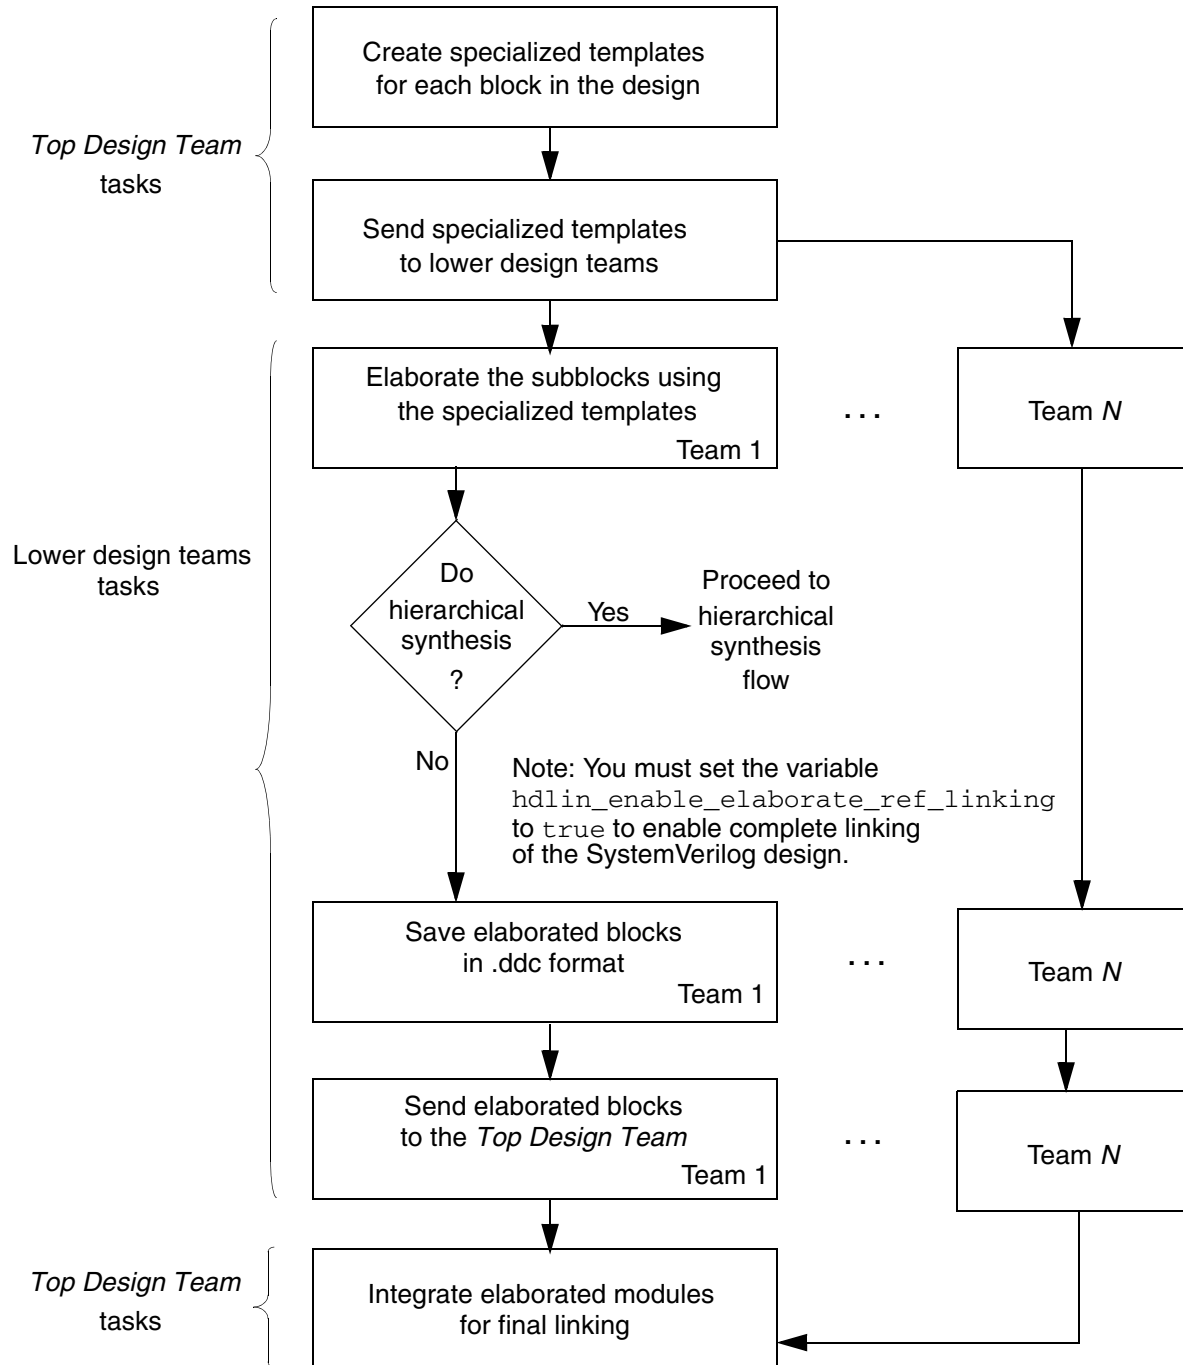 Create specialized templates
for each block in the design
Top Design Team
tasks
Send specialized templates
to lower design teams
Elaborate the subblocks using
the specialized templates
Team 1
. . .
Team N
Lower design teams
tasks
Do
hierarchical
synthesis
?
Yes
Proceed to
hierarchical
synthesis
flow
No
Note: You must set the variable
hdlin_enable_elaborate_ref_linking
to true to enable complete linking
of the SystemVerilog design.
Save elaborated blocks
in .ddc format
Team 1
. . .
Team N
Send elaborated blocks
to the Top Design Team
Team 1
. . .
Team N
Top Design Team
tasks
Integrate elaborated modules
for final linking